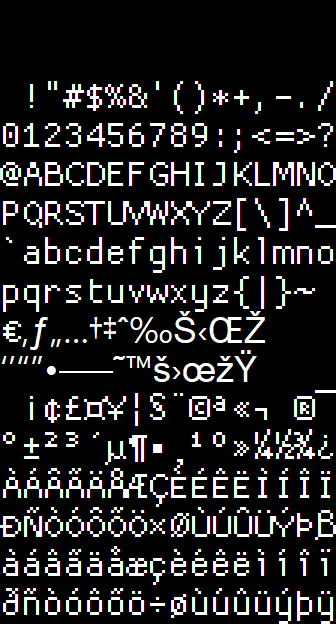 !"#$%&'()*+,-./
0123456789:;<=>?
@ABCDEFGHIJKLMNO
PQRSTUVWXYZ[\]^_
`abcdefghijklmno
pqrstuvwxyz{|}~
€‚ƒ„…†‡ˆ‰Š‹ŒŽ
‘’“”•–—˜™š›œžŸ
¡¢£¤¥¦§¨©ª«¬ ®¯
°±²³´µ¶·¸¹º»¼½¾¿
ÀÁÂÃÄÅÆÇÈÉÊËÌÍÎÏ
ÐÑÒÓÔÕÖ×ØÙÚÛÜÝÞß
àáâãäåæçèéêëìíîï
ðñòóôõö÷øùúûüýþÿ